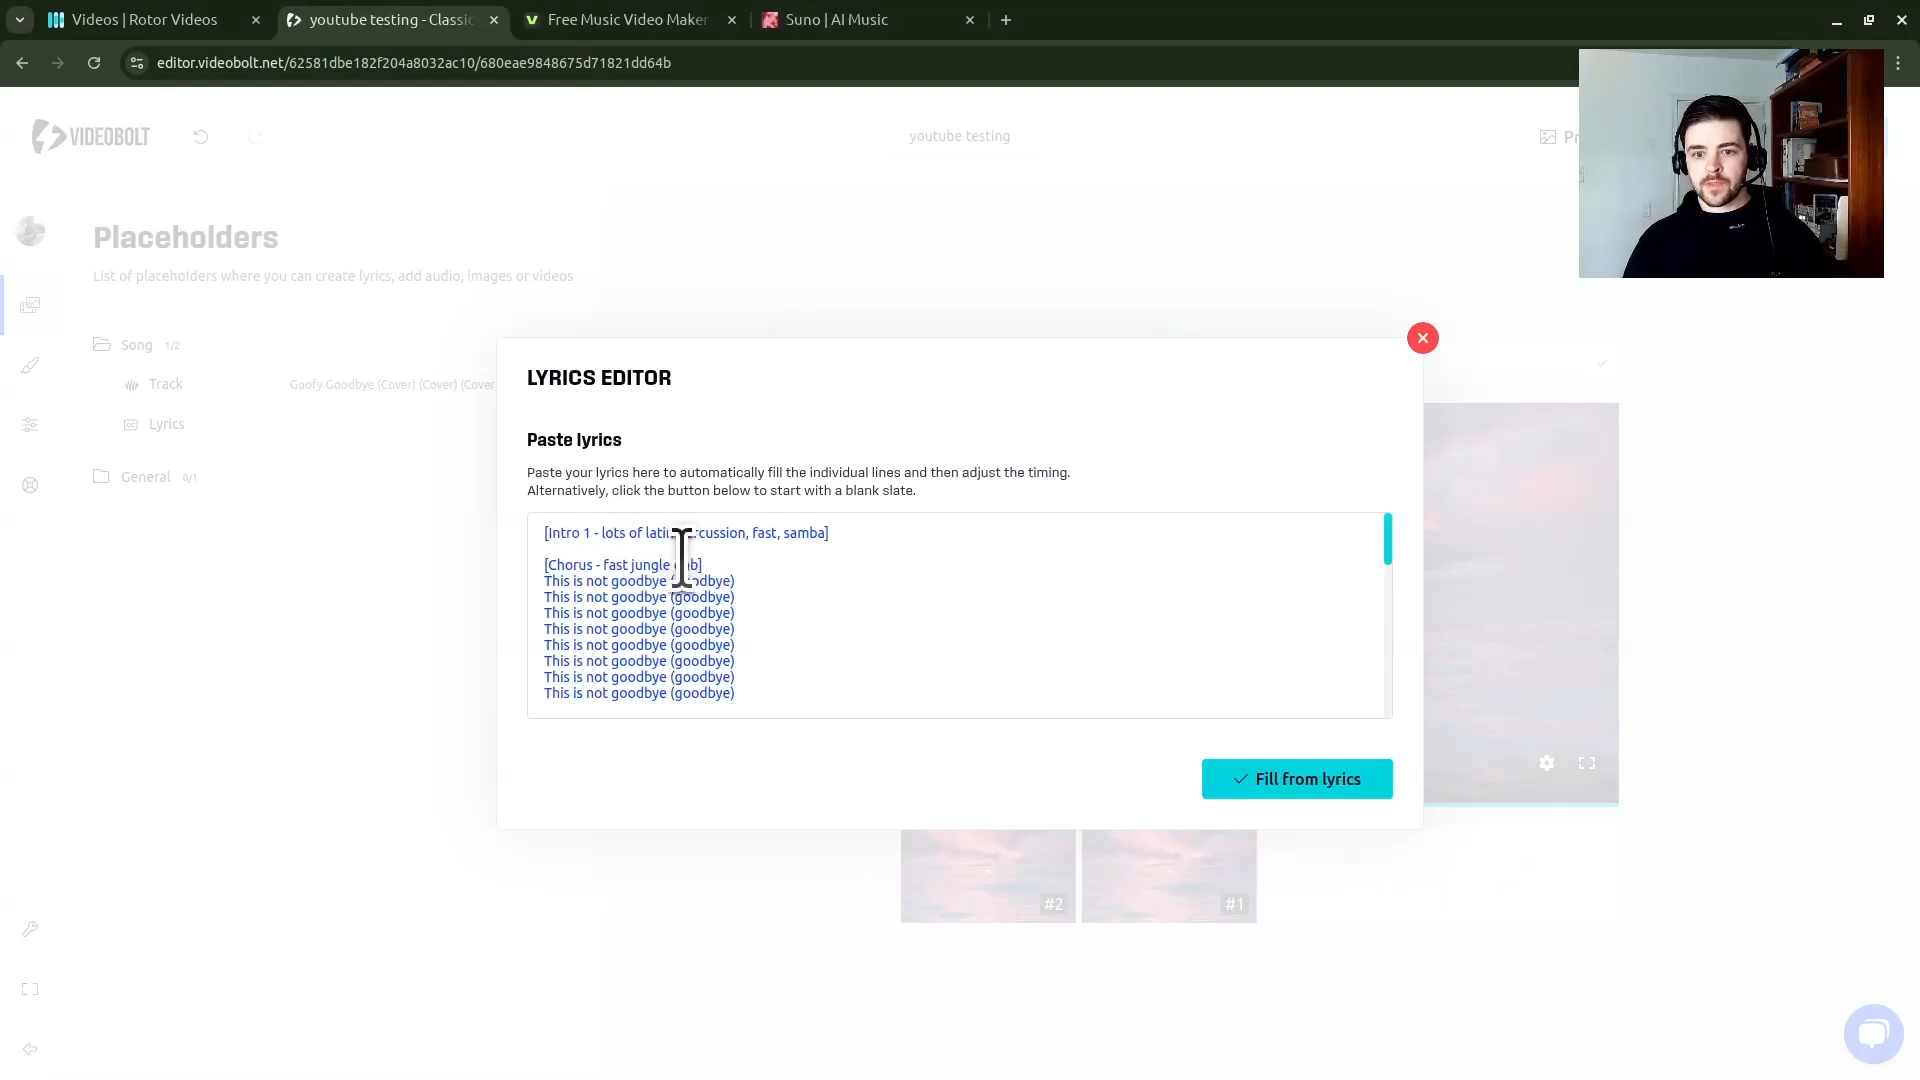 Videos | Rotor Videos
youtube testing - Classic
Free Music Video Maker
Suno | AI Music
editor.videobolt.net/62581dbe182f204a8032ac10/680eae9848675d71821dd64b
VIDEOBOLT
youtube testing
Placeholders
List of placeholders where you can create lyrics, add audio, images or videos
Song 1/2
Track
Goofy Goodbye (Cover) (Cover) (Cover
Lyrics
General 0/1
LYRICS EDITOR
Paste lyrics
Paste your lyrics here to automatically fill the individual lines and then adjust the timing.
Alternatively, click the button below to start with a blank slate.
[Intro 1 - lots of latin percussion, fast, samba]
[Chorus - fast jungle
This is not goodbye (goodbye)
This is not goodbye (goodbye)
This is not goodbye (goodbye)
This is not goodbye (goodbye)
This is not goodbye (goodbye)
This is not goodbye (goodbye)
This is not goodbye (goodbye)
This is not goodbye (goodbye)
Fill from lyrics
#2
#1